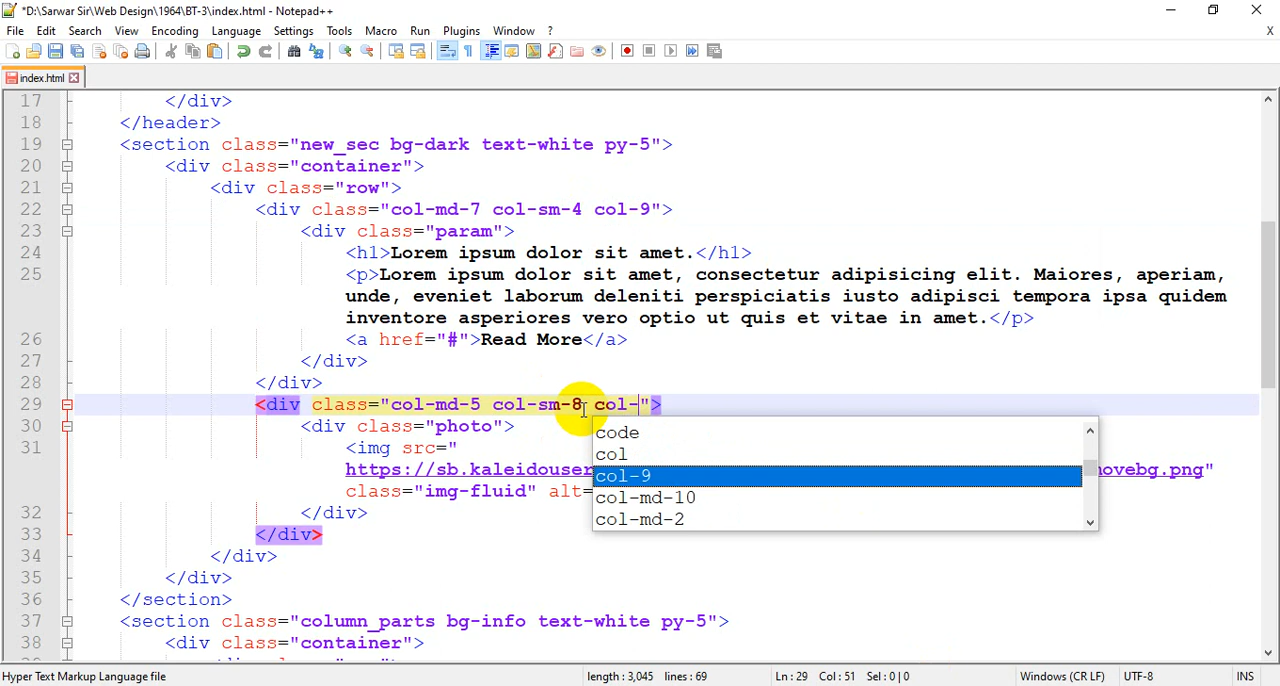 *D:\Sarwar Sir\Web Design\1964\BT-3\index.html - Notepad++
File Edit Search View Encoding Language Settings Tools Macro Run Plugins Window ? X
index.html
17 </div>
18 </header>
19 <section class="new_sec bg-dark text-white py-5">
20 <div class="container">
21 <div class="row">
22 <div class="col-md-7 col-sm-4 col-9">
23 <div class="param">
24 <h1>Lorem ipsum dolor sit amet.</h1>
25 <p>Lorem ipsum dolor sit amet, consectetur adipisicing elit. Maiores, aperiam,
unde, eveniet laborum deleniti perspiciatis iusto adipisci tempora ipsa quidem
inventore asperiores vero optio ut quis et vitae in amet.</p>
26 <a href="#">Read More</a>
27 </div>
28 </div>
29 <div class="col-md-5 col-sm-8 col-">
30 <div class="photo">
code
31 <img src="
col
https://sb.kaleidouser
col-9
ovebg.png"
class="img-fluid" alt=
col-md-10
32 </div>
col-md-2
33 </div>
34 </div>
35 </div>
36 </section>
37 <section class="column_parts bg-info text-white py-5">
38 <div class="container">
Hyper Text Markup Language file length : 3,045 lines : 69 Ln : 29 Col : 51 Sel : 0 | 0 Windows (CR LF) UTF-8 INS